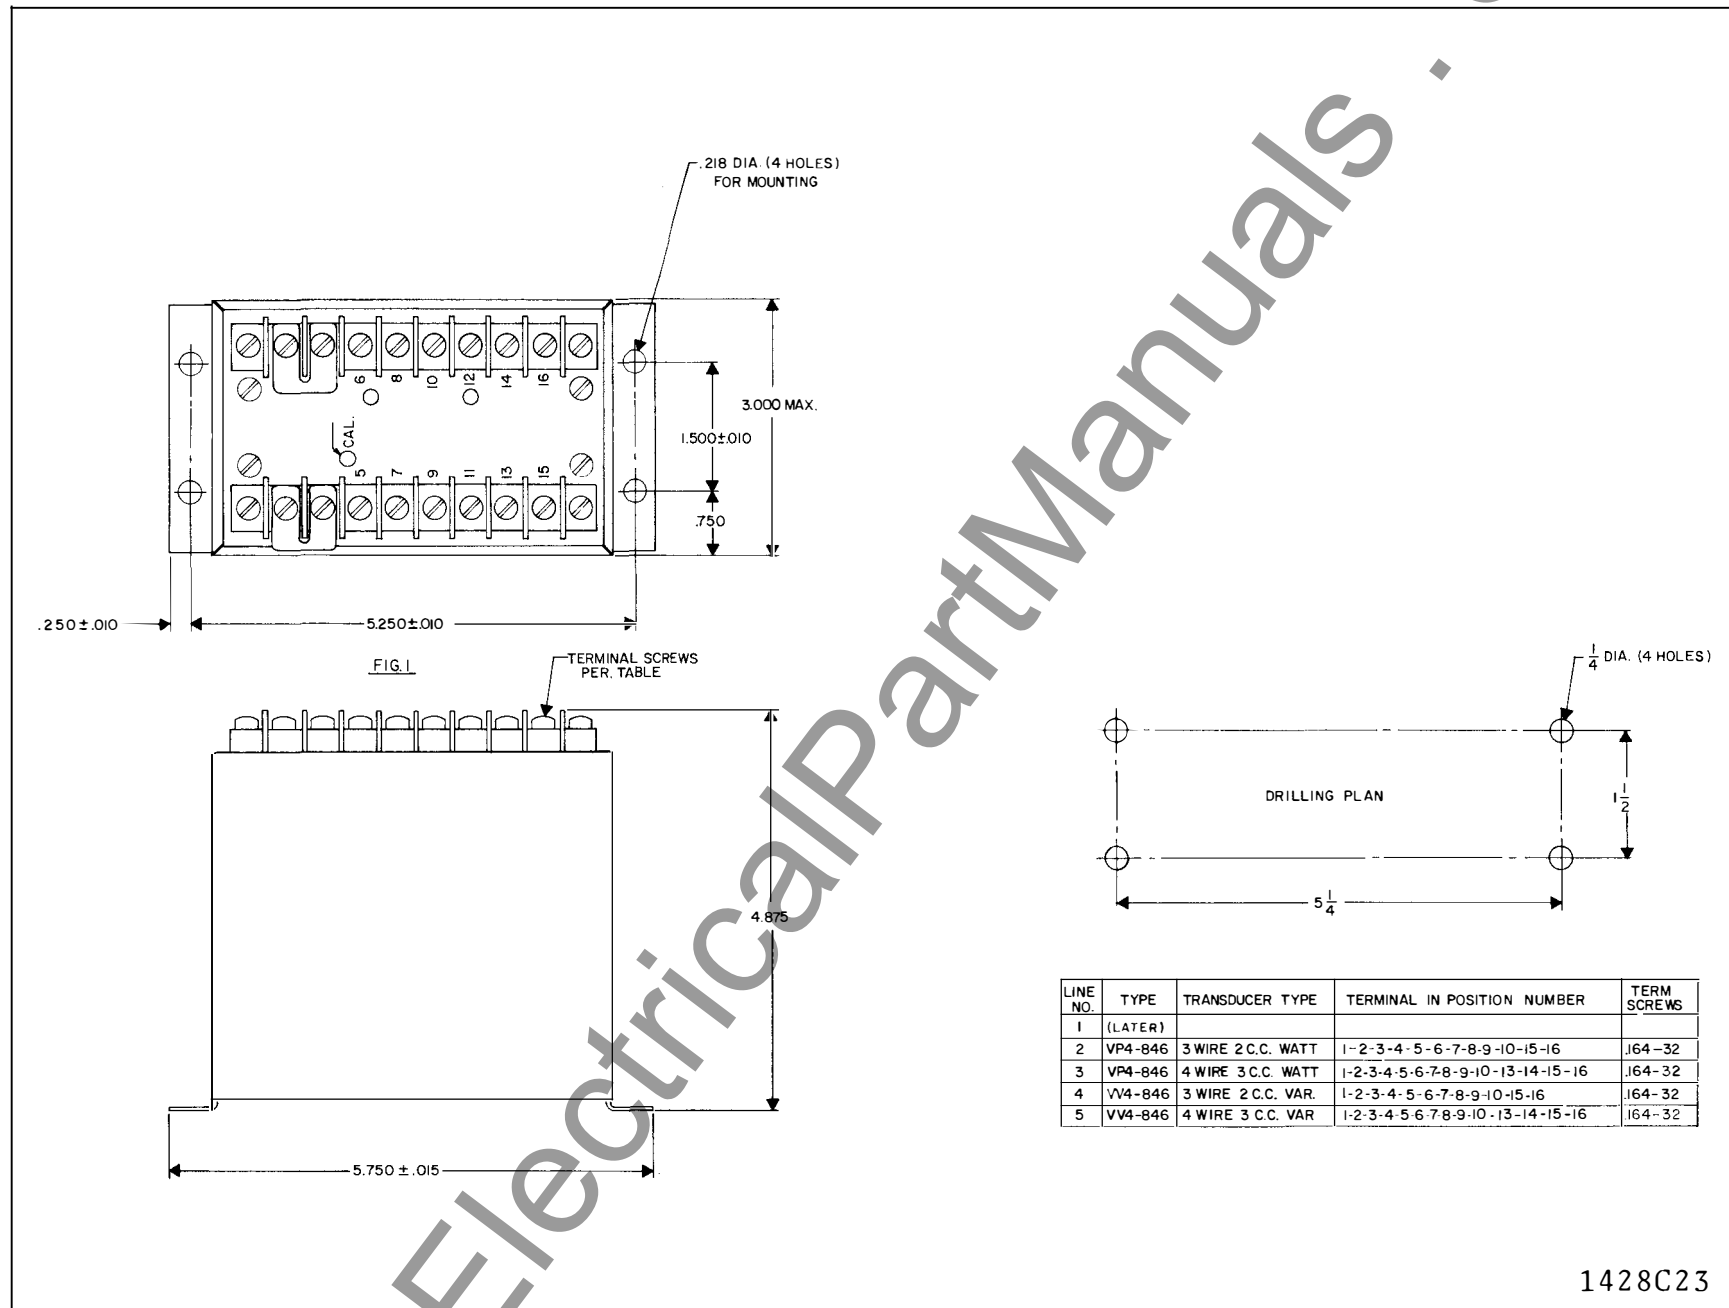 .218 DIA. (4 HOLES)
FOR MOUNTING
6 8 10 12 14 16
CAL.
5 7 9 11 13 15
3.000 MAX.
1.500±.010
.750
.250±.010
5.250±.010
FIG. 1
TERMINAL SCREWS
PER. TABLE
4.875
5.750 ±.015
1/4 DIA. (4 HOLES)
DRILLING PLAN
1 1/2
5 1/4
LINE NO. TYPE TRANSDUCER TYPE TERMINAL IN POSITION NUMBER TERM SCREWS
1 (LATER)
2 VP4-846 3 WIRE 2 C.C. WATT 1-2-3-4-5-6-7-8-9-10-15-16 .164-32
3 VP4-846 4 WIRE 3 C.C. WATT 1-2-3-4-5-6-7-8-9-10-13-14-15-16 .164-32
4 VV4-846 3 WIRE 2 C.C. VAR. 1-2-3-4-5-6-7-8-9-10-15-16 .164-32
5 VV4-846 4 WIRE 3 C.C. VAR 1-2-3-4-5-6-7-8-9-10-13-14-15-16 .164-32
1428C23
ElectricalPartManuals .